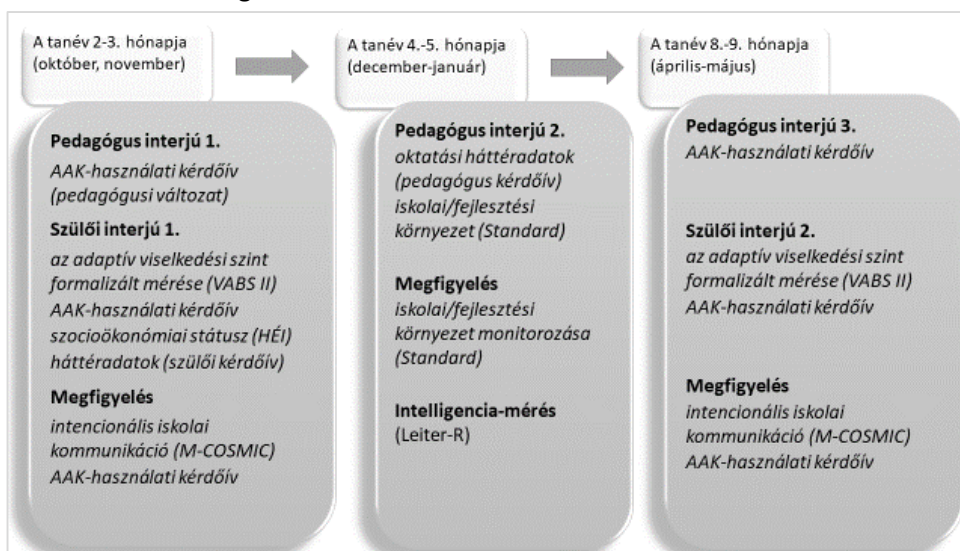 A tanév 2-3. hónapja
(október, november)
Pedagógus interjú 1.
AAK-használati kérdőív
(pedagógusi változat)
Szülői interjú 1.
az adaptív viselkedési szint
formalizált mérése (VABS II)
AAK-használati kérdőív
szocioökonómiai státusz (HÉI)
háttéradatok (szülői kérdőív)
Megfigyelés
intencionális iskolai
kommunikáció (M-COSMIC)
AAK-használati kérdőív
A tanév 4.-5. hónapja
(december-január)
Pedagógus interjú 2.
oktatási háttéradatok
(pedagógus kérdőív)
iskolai/fejlesztési
környezet (Standard)
Megfigyelés
iskolai/fejlesztési
környezet monitorozása
(Standard)
Intelligencia-mérés
(Leiter-R)
A tanév 8.-9. hónapja
(április-május)
Pedagógus interjú 3.
AAK-használati kérdőív
Szülői interjú 2.
az adaptív viselkedési szint
formalizált mérése (VABS II)
AAK-használati kérdőív
Megfigyelés
intencionális iskolai
kommunikáció (M-COSMIC)
AAK-használati kérdőív